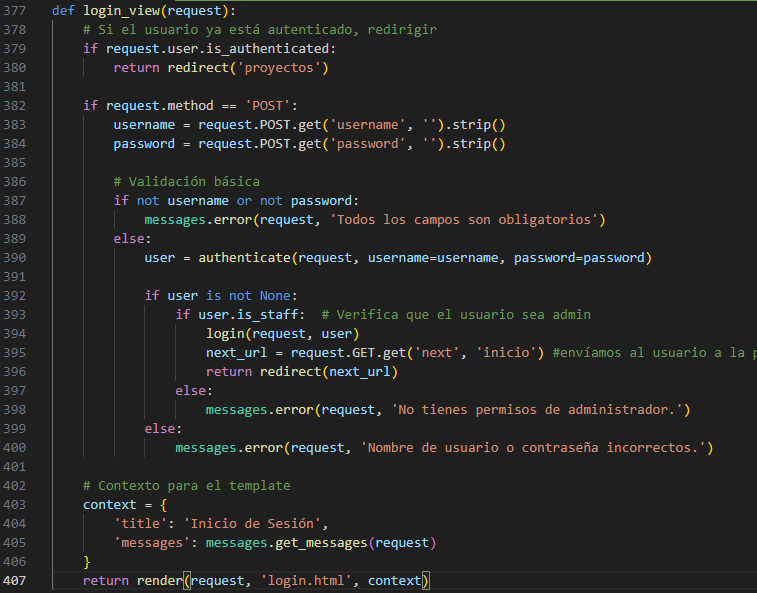 377 def login_view(request):
378     # Si el usuario ya está autenticado, redirigir
379     if request.user.is_authenticated:
380         return redirect('proyectos')
381
382     if request.method == 'POST':
383         username = request.POST.get('username', '').strip()
384         password = request.POST.get('password', '').strip()
385
386         # Validación básica
387         if not username or not password:
388             messages.error(request, 'Todos los campos son obligatorios')
389         else:
390             user = authenticate(request, username=username, password=password)
391
392             if user is not None:
393                 if user.is_staff:  # Verifica que el usuario sea admin
394                     login(request, user)
395                     next_url = request.GET.get('next', 'inicio') #envíamos al usuario a la p
396                     return redirect(next_url)
397                 else:
398                     messages.error(request, 'No tienes permisos de administrador.')
399             else:
400                 messages.error(request, 'Nombre de usuario o contraseña incorrectos.')
401
402     # Contexto para el template
403     context = {
404         'title': 'Inicio de Sesión',
405         'messages': messages.get_messages(request)
406     }
407     return render(request, 'login.html', context)